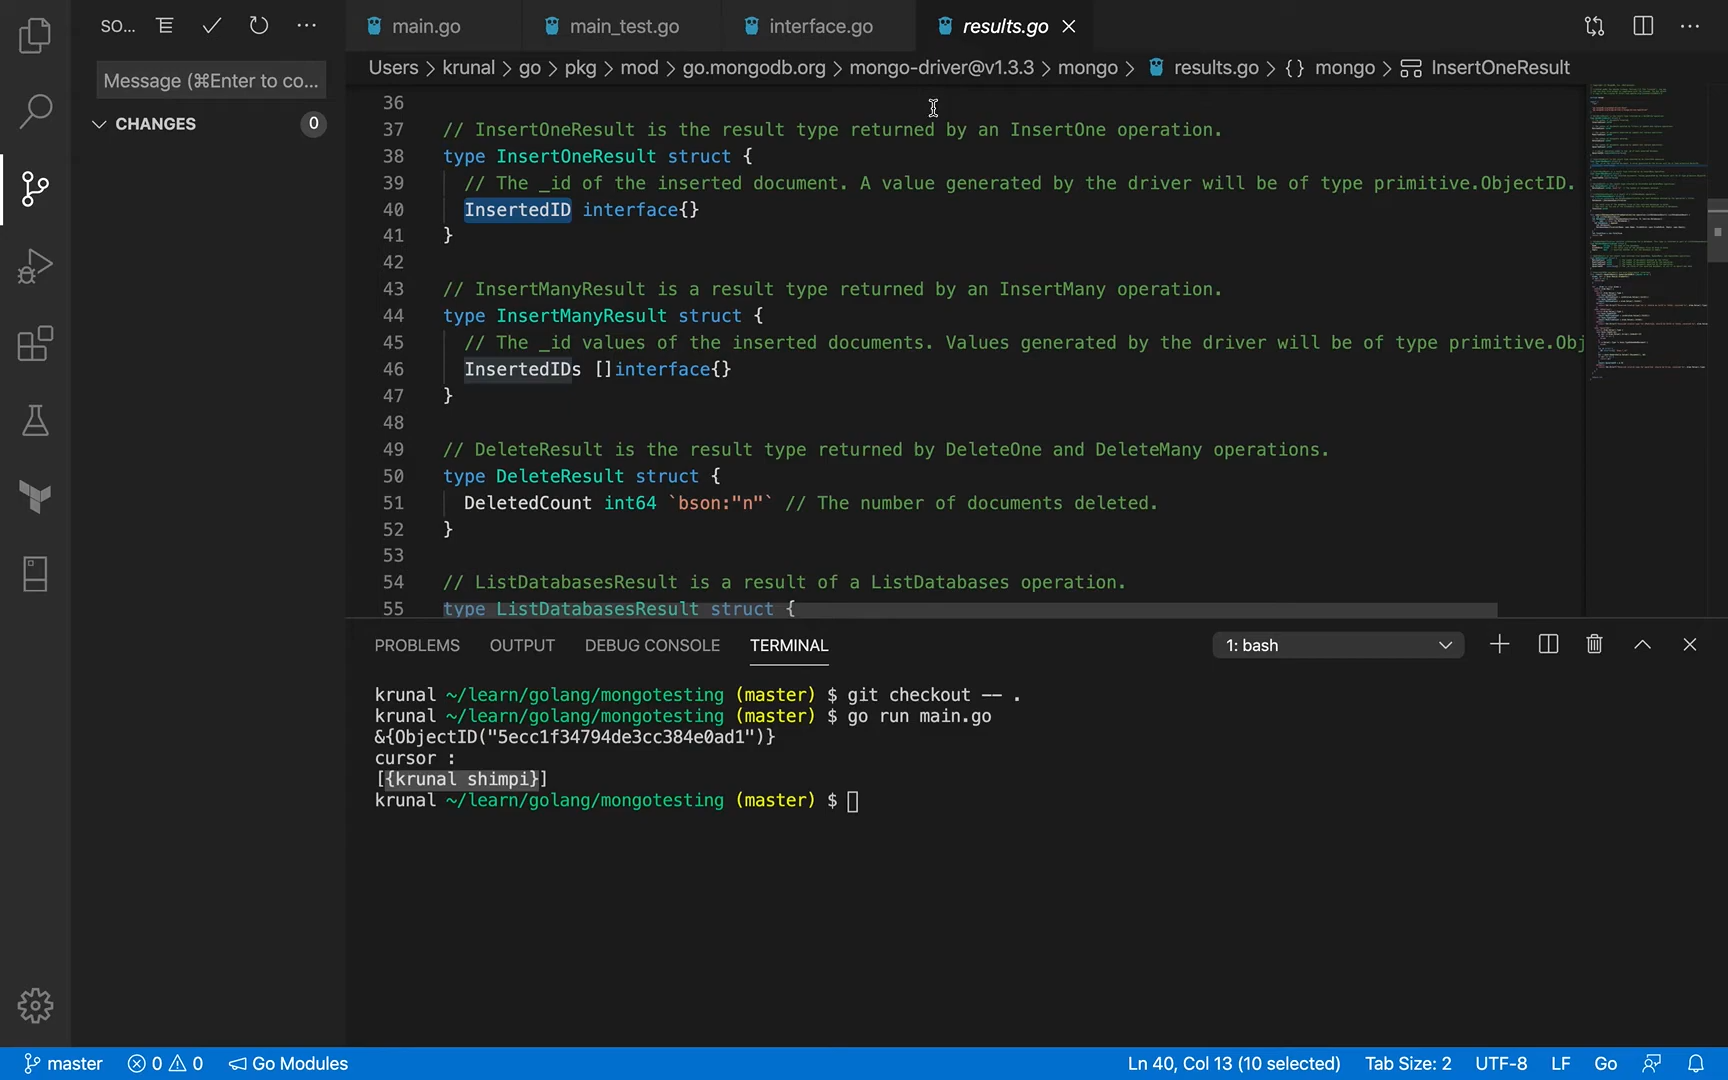 SO...
main.go
main_test.go
interface.go
results.go
Users > krunal > go > pkg > mod > go.mongodb.org > mongo-driver@v1.3.3 > mongo > results.go > {} mongo > InsertOneResult
Message (⌘Enter to co...
CHANGES
0
36
37 // InsertOneResult is the result type returned by an InsertOne operation.
38 type InsertOneResult struct {
39 // The _id of the inserted document. A value generated by the driver will be of type primitive.ObjectID.
40 InsertedID interface{}
41 }
42
43 // InsertManyResult is a result type returned by an InsertMany operation.
44 type InsertManyResult struct {
45 // The _id values of the inserted documents. Values generated by the driver will be of type primitive.Obj
46 InsertedIDs []interface{}
47 }
48
49 // DeleteResult is the result type returned by DeleteOne and DeleteMany operations.
50 type DeleteResult struct {
51 DeletedCount int64 `bson:"n"` // The number of documents deleted.
52 }
53
54 // ListDatabasesResult is a result of a ListDatabases operation.
55 type ListDatabasesResult struct {
PROBLEMS OUTPUT DEBUG CONSOLE TERMINAL 1: bash
krunal ~/learn/golang/mongotesting (master) $ git checkout -- .
krunal ~/learn/golang/mongotesting (master) $ go run main.go
&{ObjectID("5ecc1f34794de3cc384e0ad1")}
cursor :
[{krunal shimpi}]
krunal ~/learn/golang/mongotesting (master) $
master 0 0 Go Modules Ln 40, Col 13 (10 selected) Tab Size: 2 UTF-8 LF Go